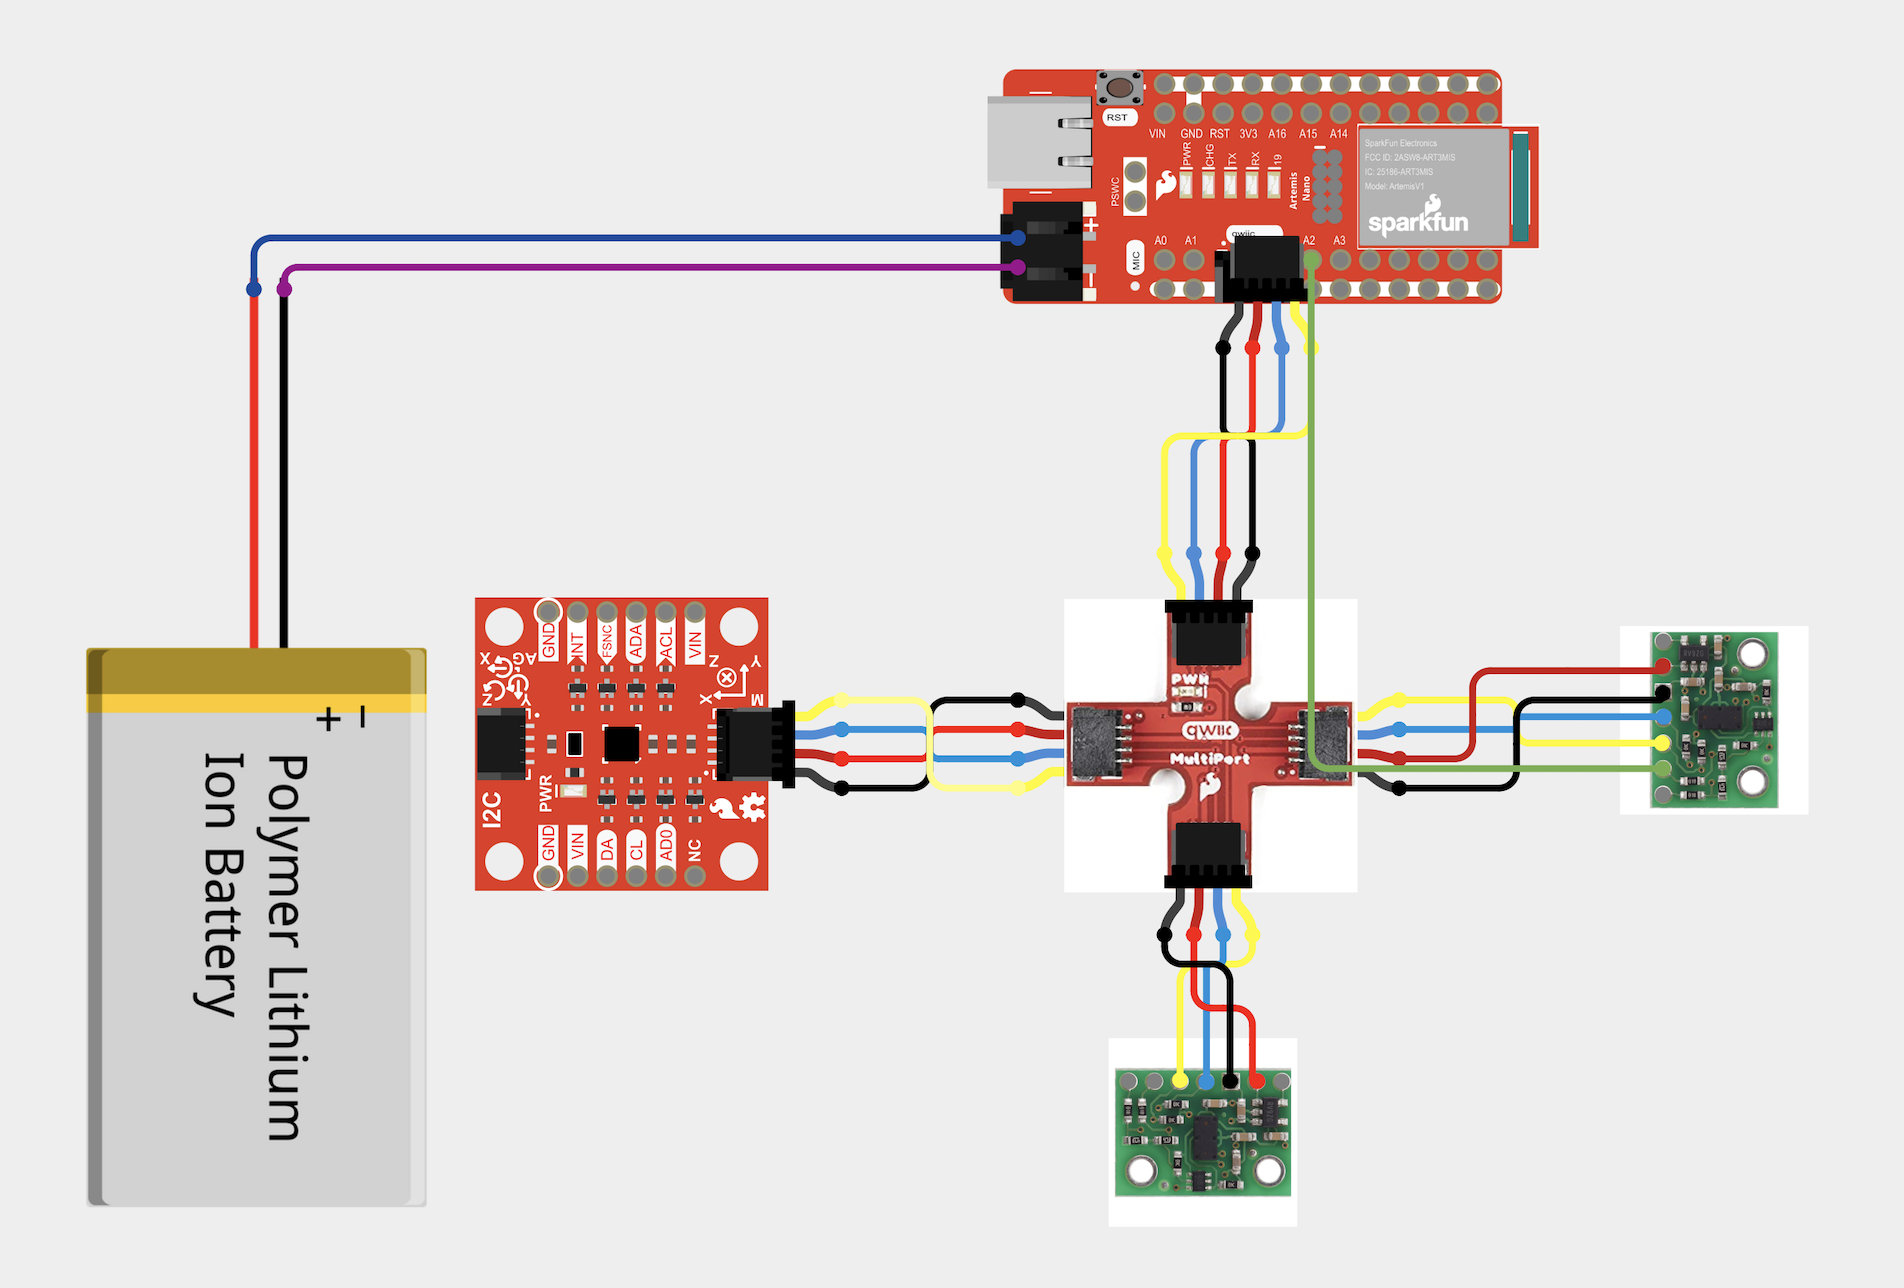 RST
VIN GND RST 3V3 A16 A15 A14
PWR
CHG
TX
RX
19
PSWC
Artemis
Nano
SparkFun Electronics
FCC ID: 2ASW8-ART3MIS
IC: 25186-ART3MIS
Model: ArtemisV1
sparkfun
+
MIC
A0 A1
qwiic
A2 A3
GND
INT
FSNC
ADA
ACL
VIN
AG
X
Y
Z
Z
Y
X
M
I2C
PWR
GND
VIN
DA
CL
AD0
NC
PWR
qwiic
MultiPort
+ −
Polymer Lithium
Ion Battery